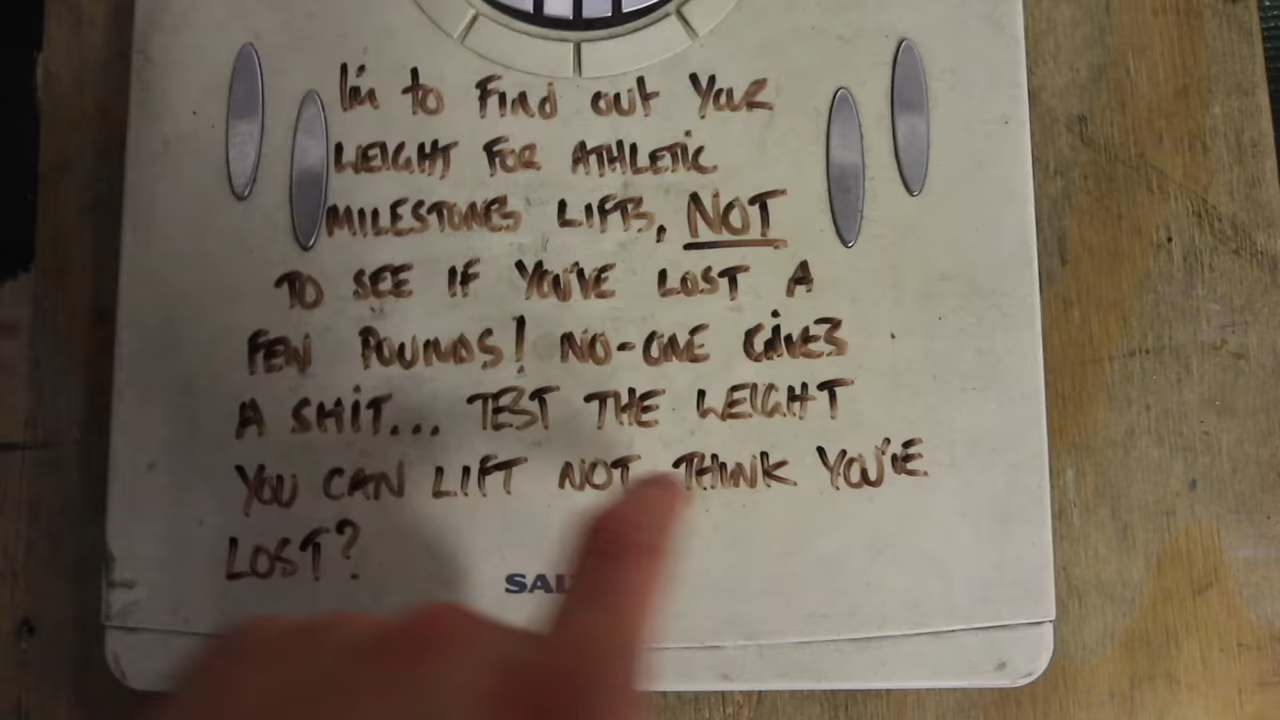 I'm to Find out Your
WEIGHT FOR ATHLETIC
MILESTONES LIFTS, NOT
TO SEE IF YOU'VE LOST A
FEW POUNDS! NO-ONE GIVES
A SHIT... TEST THE WEIGHT
YOU CAN LIFT NOT THINK YOU'VE
LOST?
SAL